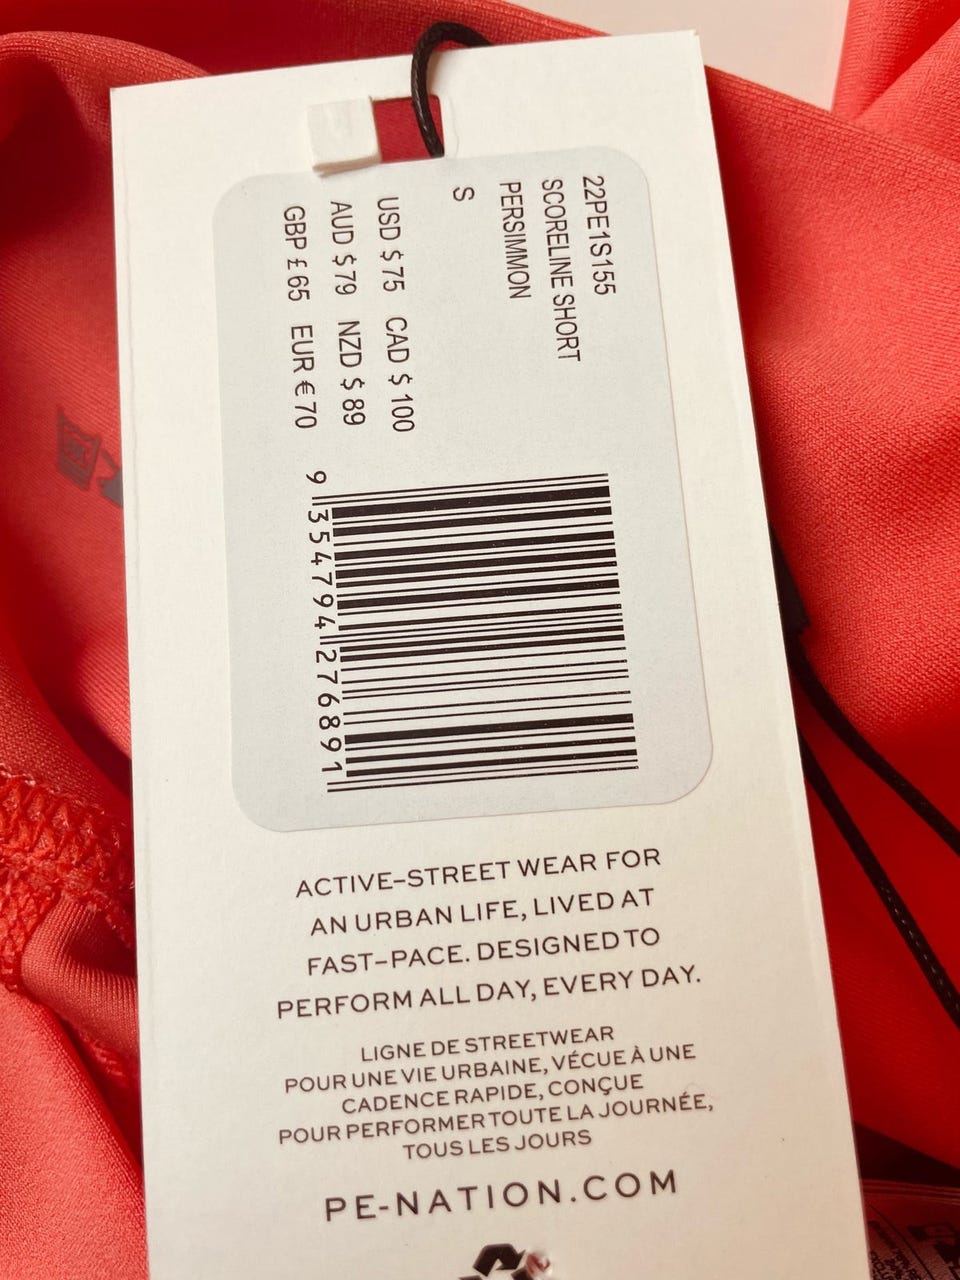 22PE1S155
SCORELINE SHORT
PERSIMMON
S
USD $ 75 CAD $ 100
AUD $ 79 NZD $ 89
GBP £ 65 EUR € 70
9 354794 276891
ACTIVE-STREET WEAR FOR
AN URBAN LIFE, LIVED AT
FAST-PACE. DESIGNED TO
PERFORM ALL DAY, EVERY DAY.
LIGNE DE STREETWEAR
POUR UNE VIE URBAINE, VÉCUE À UNE
CADENCE RAPIDE, CONÇUE
POUR PERFORMER TOUTE LA JOURNÉE,
TOUS LES JOURS
PE-NATION.COM